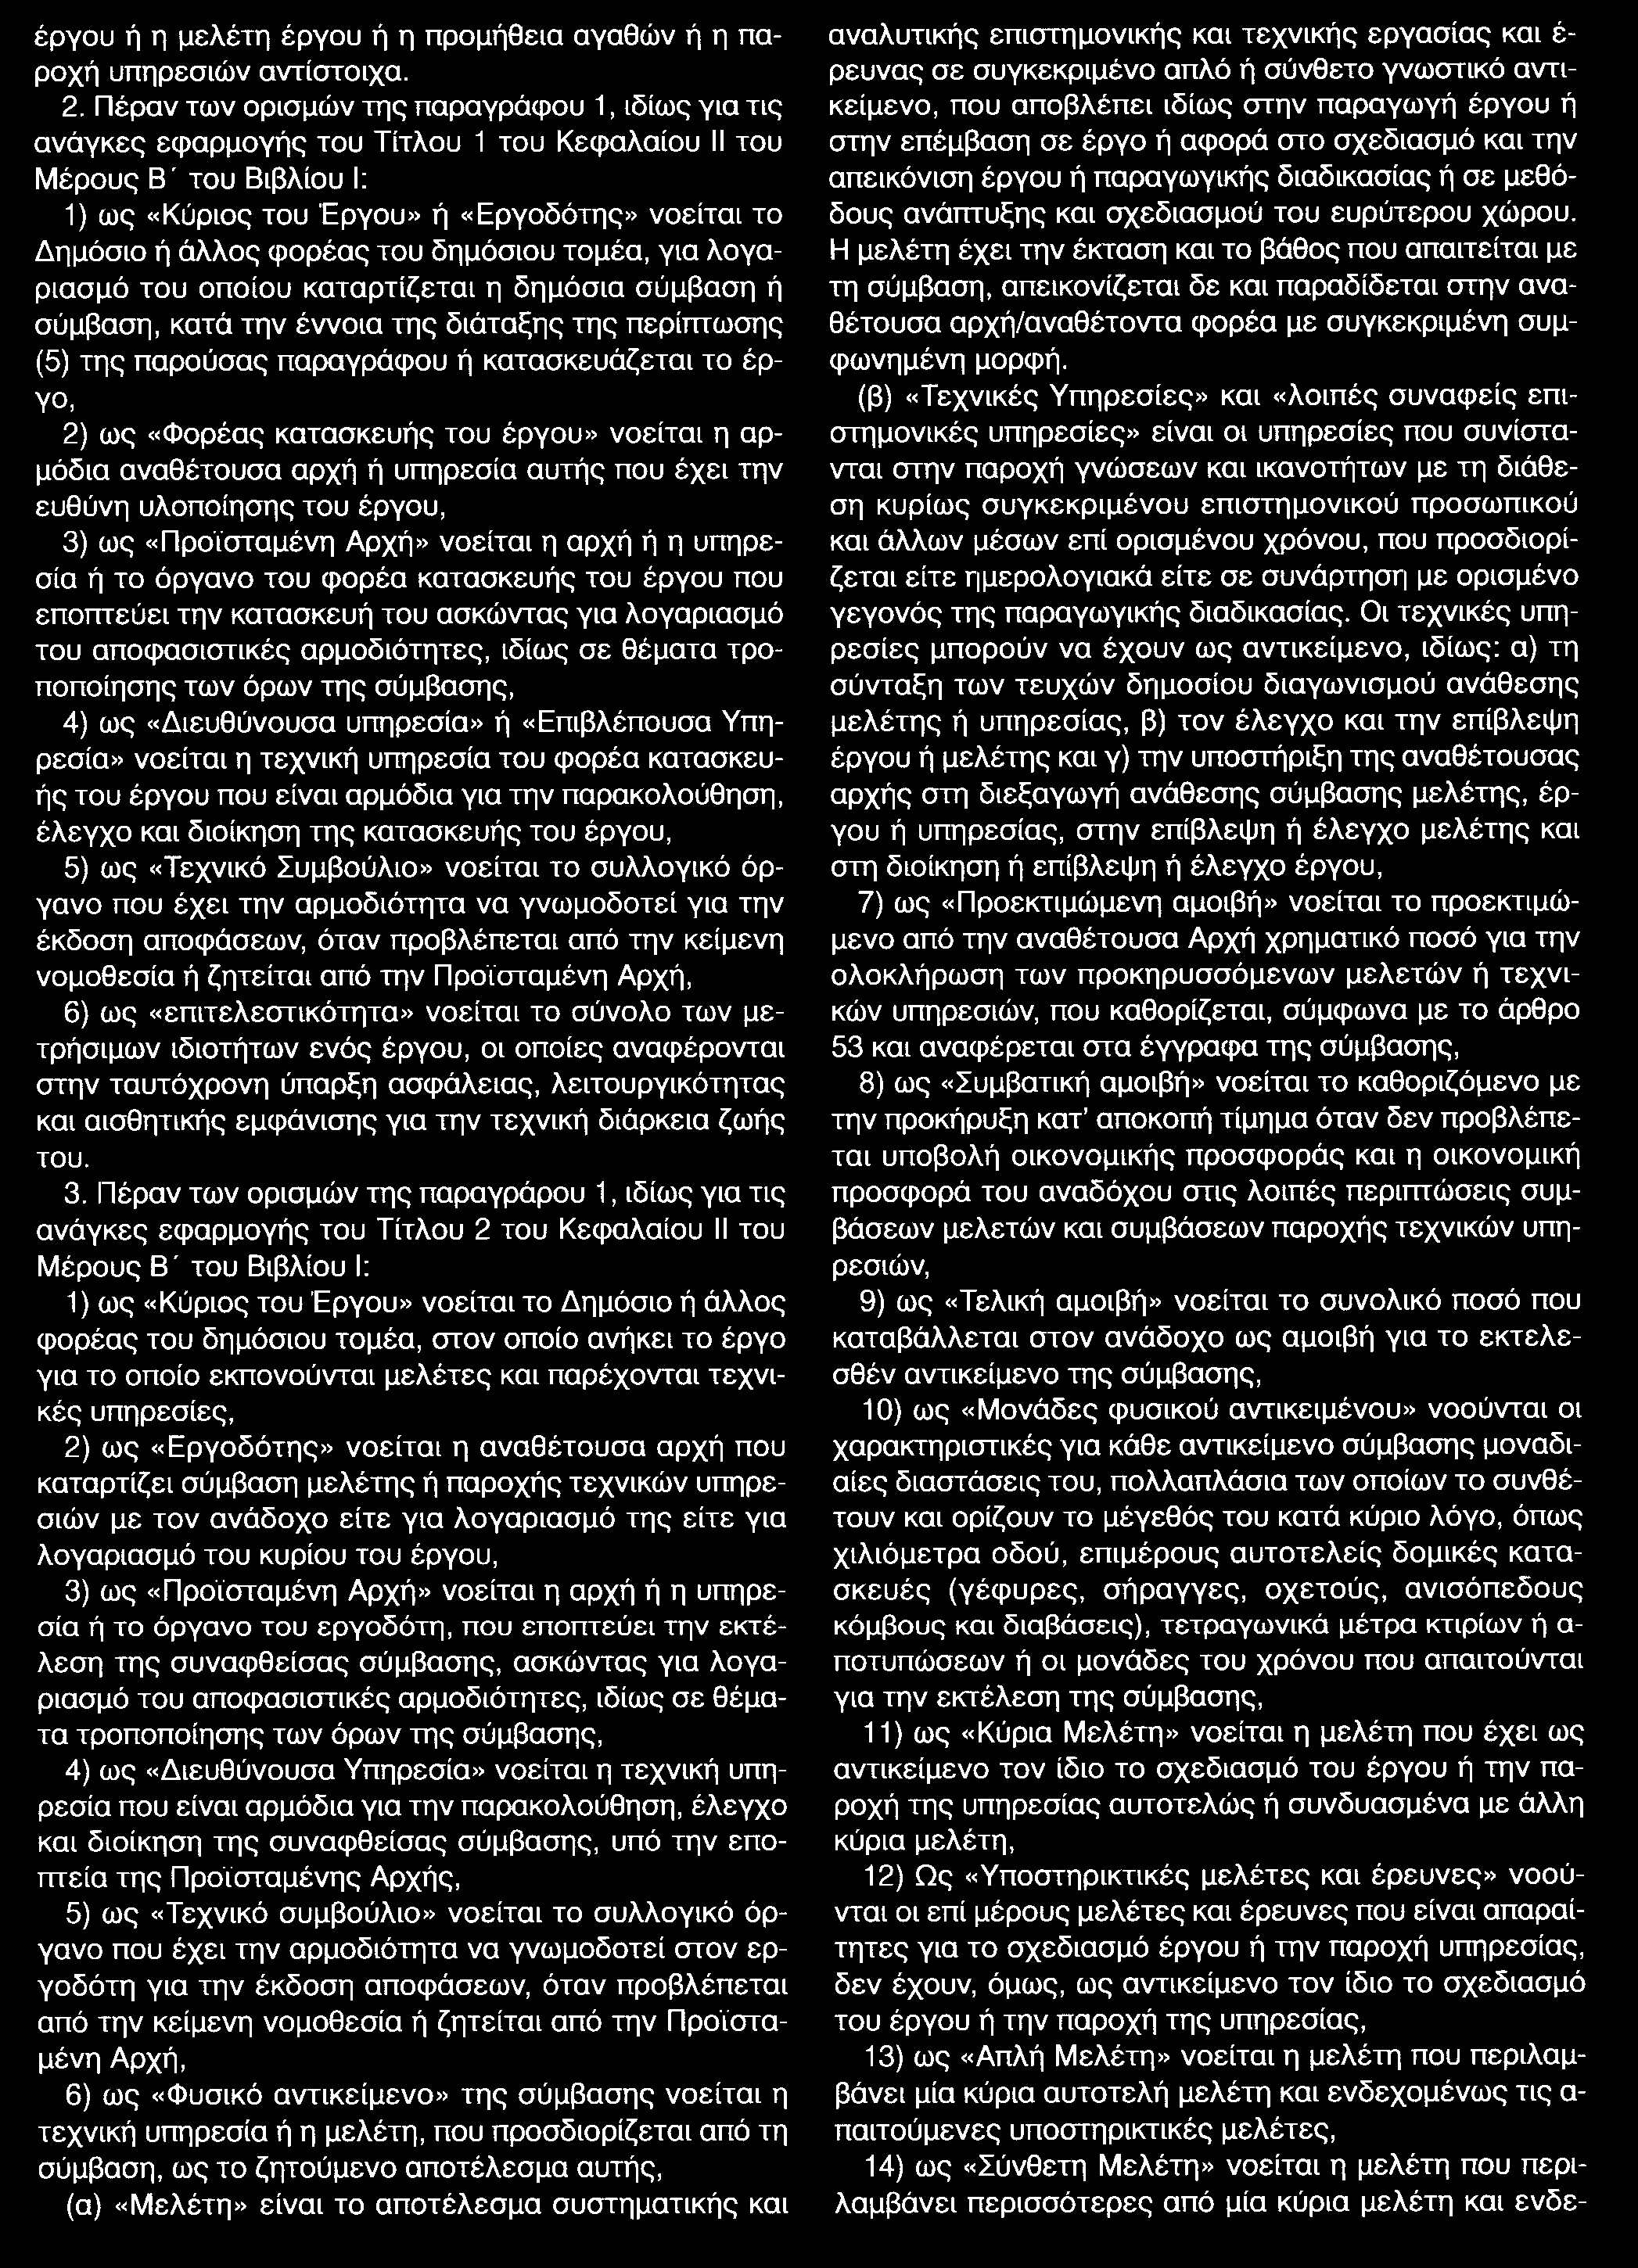 έργου ή η μελέτη έργου ή η προμήθεια αγαθών ή η πα-
ροχή υπηρεσιών αντίστοιχα.
2. Πέραν των ορισμών της παραγράφου 1, ιδίως για τις
ανάγκες εφαρμογής του Τίτλου 1 του Κεφαλαίου ΙΙ του
Μέρους Β΄ του Βιβλίου Ι:
1) ως «Κύριος του Έργου» ή «Εργοδότης» νοείται το
Δημόσιο ή άλλος φορέας του δημόσιου τομέα, για λογα-
ριασμό του οποίου καταρτίζεται η δημόσια σύμβαση ή
σύμβαση, κατά την έννοια της διάταξης της περίπτωσης
(5) της παρούσας παραγράφου ή κατασκευάζεται το έρ-
γο,
2) ως «Φορέας κατασκευής του έργου» νοείται η αρ-
μόδια αναθέτουσα αρχή ή υπηρεσία αυτής που έχει την
ευθύνη υλοποίησης του έργου,
3) ως «Προϊσταμένη Αρχή» νοείται η αρχή ή η υπηρε-
σία ή το όργανο του φορέα κατασκευής του έργου που
εποπτεύει την κατασκευή του ασκώντας για λογαριασμό
του αποφασιστικές αρμοδιότητες, ιδίως σε θέματα τρο-
ποποίησης των όρων της σύμβασης,
4) ως «Διευθύνουσα υπηρεσία» ή «Επιβλέπουσα Υπη-
ρεσία» νοείται η τεχνική υπηρεσία του φορέα κατασκευ-
ής του έργου που είναι αρμόδια για την παρακολούθηση,
έλεγχο και διοίκηση της κατασκευής του έργου,
5) ως «Τεχνικό Συμβούλιο» νοείται το συλλογικό όρ-
γανο που έχει την αρμοδιότητα να γνωμοδοτεί για την
έκδοση αποφάσεων, όταν προβλέπεται από την κείμενη
νομοθεσία ή ζητείται από την Προϊσταμένη Αρχή,
6) ως «επιτελεστικότητα» νοείται το σύνολο των με-
τρήσιμων ιδιοτήτων ενός έργου, οι οποίες αναφέρονται
στην ταυτόχρονη ύπαρξη ασφάλειας, λειτουργικότητας
και αισθητικής εμφάνισης για την τεχνική διάρκεια ζωής
του.
3. Πέραν των ορισμών της παραγράρου 1, ιδίως για τις
ανάγκες εφαρμογής του Τίτλου 2 του Κεφαλαίου ΙΙ του
Μέρους Β΄ του Βιβλίου Ι:
1) ως «Κύριος του Έργου» νοείται το Δημόσιο ή άλλος
φορέας του δημόσιου τομέα, στον οποίο ανήκει το έργο
για το οποίο εκπονούνται μελέτες και παρέχονται τεχνι-
κές υπηρεσίες,
2) ως «Εργοδότης» νοείται η αναθέτουσα αρχή που
καταρτίζει σύμβαση μελέτης ή παροχής τεχνικών υπηρε-
σιών με τον ανάδοχο είτε για λογαριασμό της είτε για
λογαριασμό του κυρίου του έργου,
3) ως «Προϊσταμένη Αρχή» νοείται η αρχή ή η υπηρε-
σία ή το όργανο του εργοδότη, που εποπτεύει την εκτέ-
λεση της συναφθείσας σύμβασης, ασκώντας για λογα-
ριασμό του αποφασιστικές αρμοδιότητες, ιδίως σε θέμα-
τα τροποποίησης των όρων της σύμβασης,
4) ως «Διευθύνουσα Υπηρεσία» νοείται η τεχνική υπη-
ρεσία που είναι αρμόδια για την παρακολούθηση, έλεγχο
και διοίκηση της συναφθείσας σύμβασης, υπό την επο-
πτεία της Προϊσταμένης Αρχής,
5) ως «Τεχνικό συμβούλιο» νοείται το συλλογικό όρ-
γανο που έχει την αρμοδιότητα να γνωμοδοτεί στον ερ-
γοδότη για την έκδοση αποφάσεων, όταν προβλέπεται
από την κείμενη νομοθεσία ή ζητείται από την Προϊστα-
μένη Αρχή,
6) ως «Φυσικό αντικείμενο» της σύμβασης νοείται η
τεχνική υπηρεσία ή η μελέτη, που προσδιορίζεται από τη
σύμβαση, ως το ζητούμενο αποτέλεσμα αυτής,
(α) «Μελέτη» είναι το αποτέλεσμα συστηματικής και
αναλυτικής επιστημονικής και τεχνικής εργασίας και έ-
ρευνας σε συγκεκριμένο απλό ή σύνθετο γνωστικό αντι-
κείμενο, που αποβλέπει ιδίως στην παραγωγή έργου ή
στην επέμβαση σε έργο ή αφορά στο σχεδιασμό και την
απεικόνιση έργου ή παραγωγικής διαδικασίας ή σε μεθό-
δους ανάπτυξης και σχεδιασμού του ευρύτερου χώρου.
Η μελέτη έχει την έκταση και το βάθος που απαιτείται με
τη σύμβαση, απεικονίζεται δε και παραδίδεται στην ανα-
θέτουσα αρχή/αναθέτοντα φορέα με συγκεκριμένη συμ-
φωνημένη μορφή.
(β) «Τεχνικές Υπηρεσίες» και «λοιπές συναφείς επι-
στημονικές υπηρεσίες» είναι οι υπηρεσίες που συνίστα-
νται στην παροχή γνώσεων και ικανοτήτων με τη διάθε-
ση κυρίως συγκεκριμένου επιστημονικού προσωπικού
και άλλων μέσων επί ορισμένου χρόνου, που προσδιορί-
ζεται είτε ημερολογιακά είτε σε συνάρτηση με ορισμένο
γεγονός της παραγωγικής διαδικασίας. Οι τεχνικές υπη-
ρεσίες μπορούν να έχουν ως αντικείμενο, ιδίως: α) τη
σύνταξη των τευχών δημοσίου διαγωνισμού ανάθεσης
μελέτης ή υπηρεσίας, β) τον έλεγχο και την επίβλεψη
έργου ή μελέτης και γ) την υποστήριξη της αναθέτουσας
αρχής στη διεξαγωγή ανάθεσης σύμβασης μελέτης, έρ-
γου ή υπηρεσίας, στην επίβλεψη ή έλεγχο μελέτης και
στη διοίκηση ή επίβλεψη ή έλεγχο έργου,
7) ως «Προεκτιμώμενη αμοιβή» νοείται το προεκτιμώ-
μενο από την αναθέτουσα Αρχή χρηματικό ποσό για την
ολοκλήρωση των προκηρυσσόμενων μελετών ή τεχνι-
κών υπηρεσιών, που καθορίζεται, σύμφωνα με το άρθρο
53 και αναφέρεται στα έγγραφα της σύμβασης,
8) ως «Συμβατική αμοιβή» νοείται το καθοριζόμενο με
την προκήρυξη κατ’ αποκοπή τίμημα όταν δεν προβλέπε-
ται υποβολή οικονομικής προσφοράς και η οικονομική
προσφορά του αναδόχου στις λοιπές περιπτώσεις συμ-
βάσεων μελετών και συμβάσεων παροχής τεχνικών υπη-
ρεσιών,
9) ως «Τελική αμοιβή» νοείται το συνολικό ποσό που
καταβάλλεται στον ανάδοχο ως αμοιβή για το εκτελε-
σθέν αντικείμενο της σύμβασης,
10) ως «Μονάδες φυσικού αντικειμένου» νοούνται οι
χαρακτηριστικές για κάθε αντικείμενο σύμβασης μοναδι-
αίες διαστάσεις του, πολλαπλάσια των οποίων το συνθέ-
τουν και ορίζουν το μέγεθός του κατά κύριο λόγο, όπως
χιλιόμετρα οδού, επιμέρους αυτοτελείς δομικές κατα-
σκευές (γέφυρες, σήραγγες, οχετούς, ανισόπεδους
κόμβους και διαβάσεις), τετραγωνικά μέτρα κτιρίων ή α-
ποτυπώσεων ή οι μονάδες του χρόνου που απαιτούνται
για την εκτέλεση της σύμβασης,
11) ως «Κύρια Μελέτη» νοείται η μελέτη που έχει ως
αντικείμενο τον ίδιο το σχεδιασμό του έργου ή την πα-
ροχή της υπηρεσίας αυτοτελώς ή συνδυασμένα με άλλη
κύρια μελέτη,
12) Ως «Υποστηρικτικές μελέτες και έρευνες» νοού-
νται οι επί μέρους μελέτες και έρευνες που είναι απαραί-
τητες για το σχεδιασμό έργου ή την παροχή υπηρεσίας,
δεν έχουν, όμως, ως αντικείμενο τον ίδιο το σχεδιασμό
του έργου ή την παροχή της υπηρεσίας,
13) ως «Απλή Μελέτη» νοείται η μελέτη που περιλαμ-
βάνει μία κύρια αυτοτελή μελέτη και ενδεχομένως τις α-
παιτούμενες υποστηρικτικές μελέτες,
14) ως «Σύνθετη Μελέτη» νοείται η μελέτη που περι-
λαμβάνει περισσότερες από μία κύρια μελέτη και ενδε-